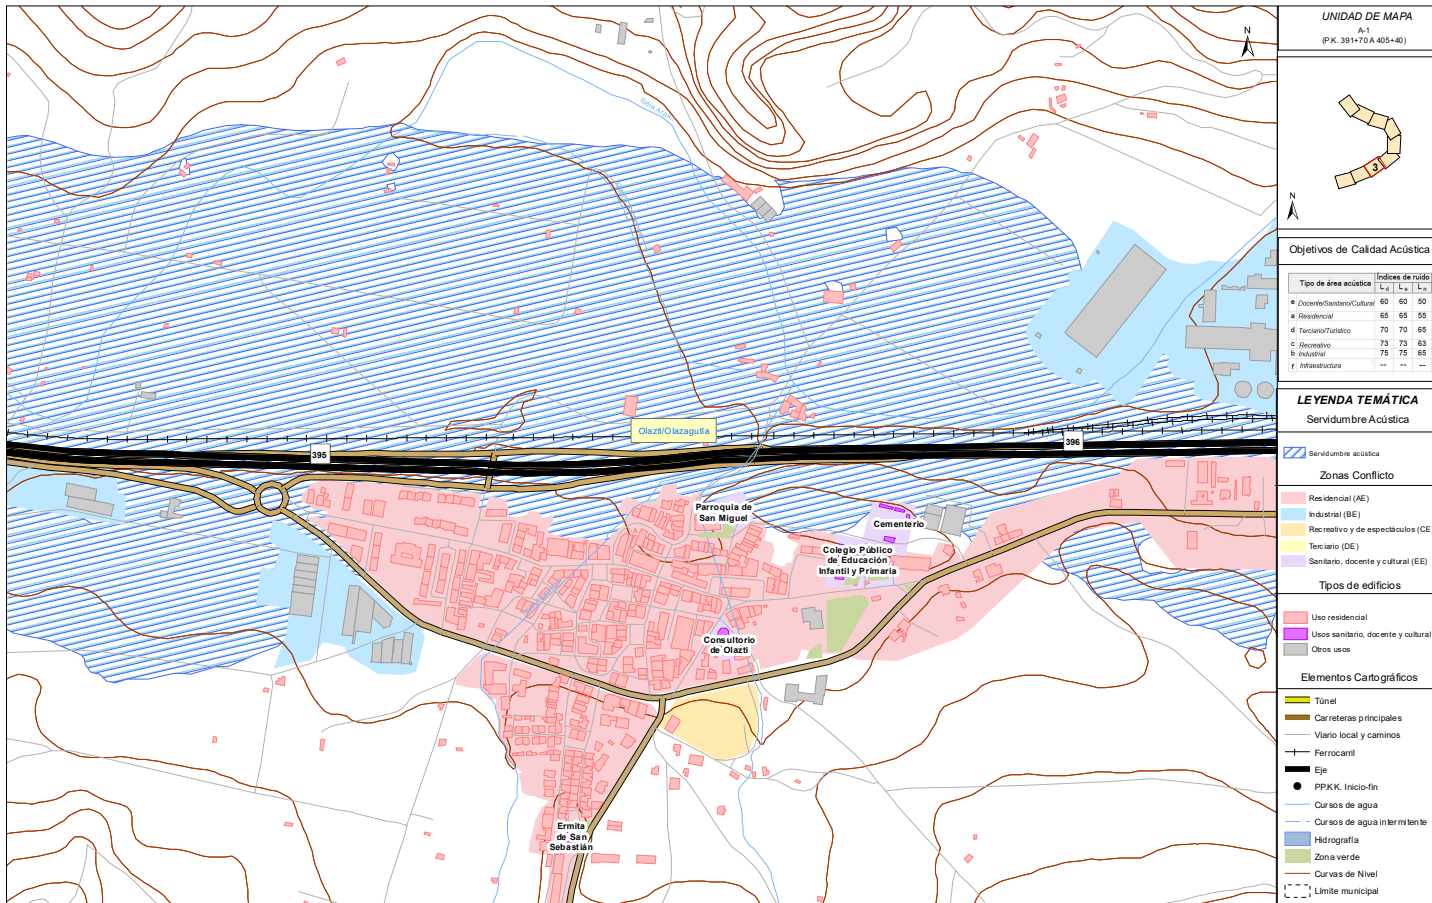 UNIDAD DE MAPA
A-1
(P.K. 391+70 A 405+40)
N
3
N
Objetivos de Calidad Acústica
Tipo de área acústica
Índices de ruido
L d L e L n
e Docente/Sanitario/Cultural 60 60 50
a Residencial 65 65 55
d Terciario/Turístico 70 70 65
c Recreativo 73 73 63
b Industrial 75 75 65
f Infraestructura -- -- --
LEYENDA TEMÁTICA
Servidumbre Acústica
Servidumbre acústica
Zonas Conflicto
Residencial (AE)
Industrial (BE)
Recreativo y de espectáculos (CE
Terciario (DE)
Sanitario, docente y cultural (EE)
Tipos de edificios
Uso residencial
Usos sanitario, docente y cultural
Otros usos
Elementos Cartográficos
Túnel
Carreteras principales
Viario local y caminos
Ferrocarril
Eje
PP.KK. Inicio-fin
Cursos de agua
Cursos de agua intermitente
Hidrografía
Zona verde
Curvas de Nivel
Límite municipal
Olazti/Olazagutía
395
396
Parroquia de
San Miguel
Cementerio
Colegio Público
de Educación
Infantil y Primaria
Consultorio
de Olazti
Ermita
de San
Sebastián